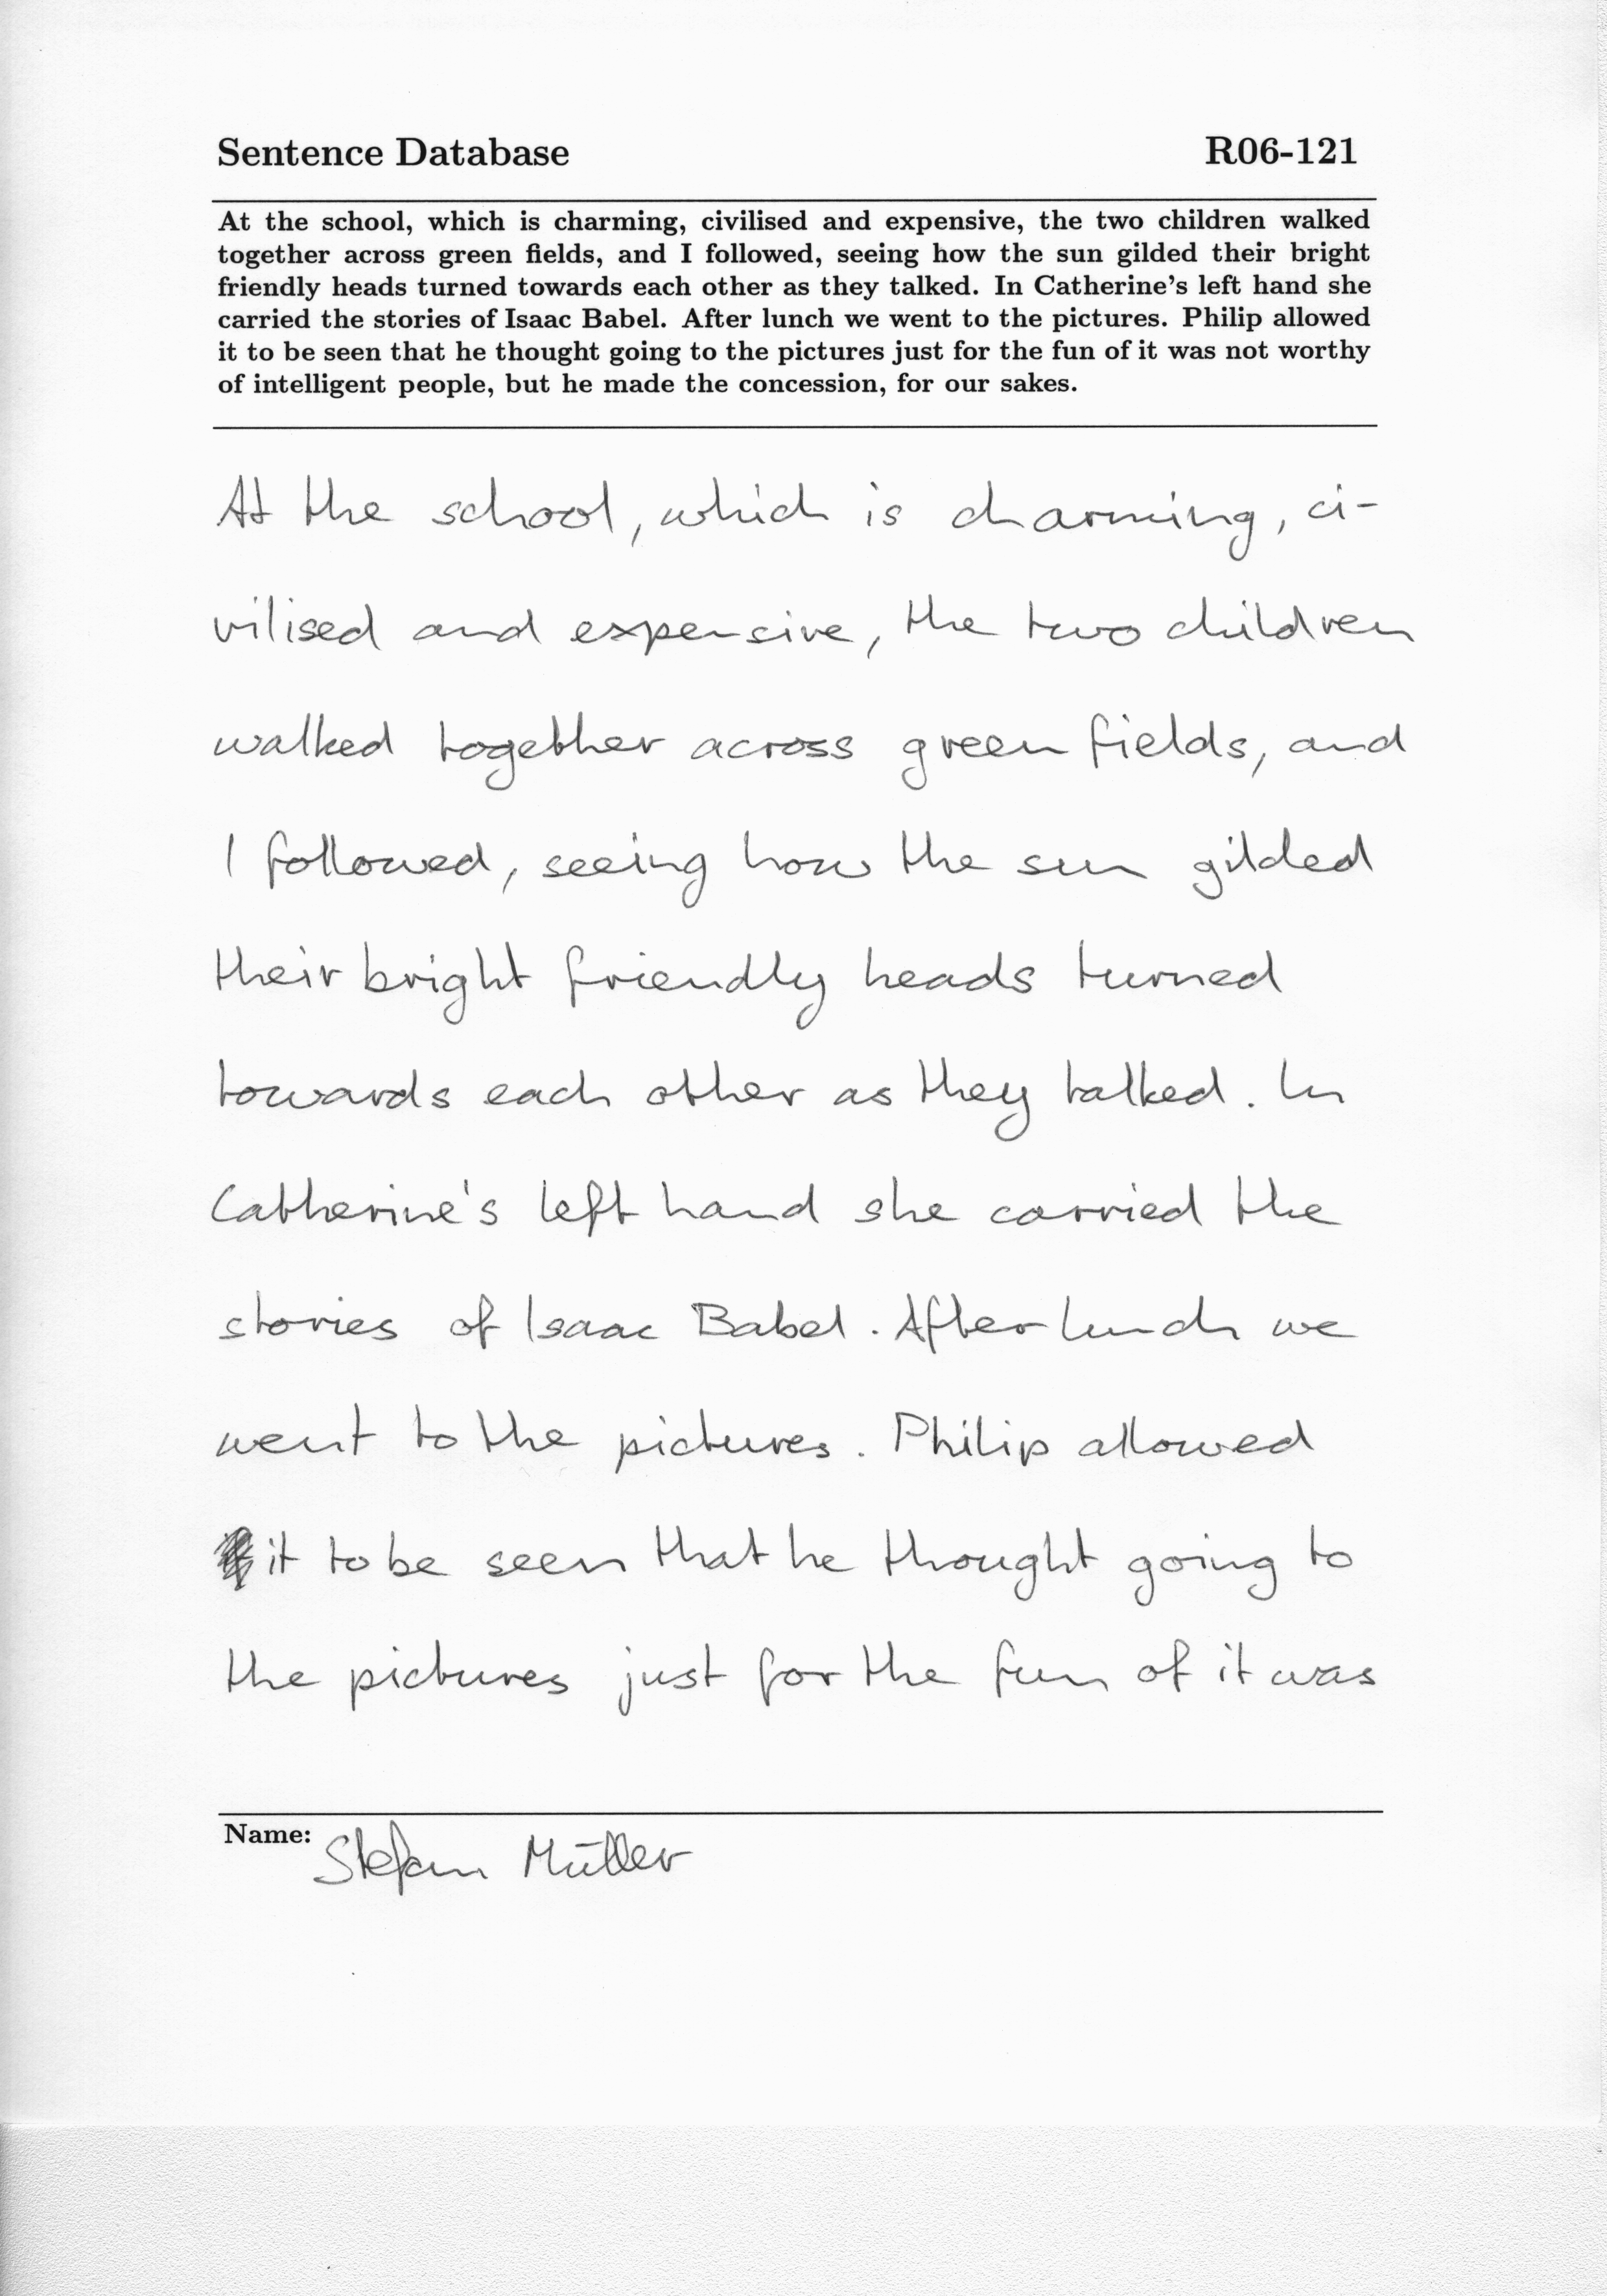 Sentence Database R06-121
At the school, which is charming, civilised and expensive, the two children walked
together across green fields, and I followed, seeing how the sun gilded their bright
friendly heads turned towards each other as they talked. In Catherine's left hand she
carried the stories of Isaac Babel. After lunch we went to the pictures. Philip allowed
it to be seen that he thought going to the pictures just for the fun of it was not worthy
of intelligent people, but he made the concession, for our sakes.
At the school, which is charming, ci-
vilised and expensive, the two children
walked together across green fields, and
I followed, seeing how the sun gilded
their bright friendly heads turned
towards each other as they talked. In
Catherine's left hand she carried the
stories of Isaac Babel. After lunch we
went to the pictures. Philip allowed
it to be seen that he thought going to
the pictures just for the fun of it was
Name: Stefan Müller